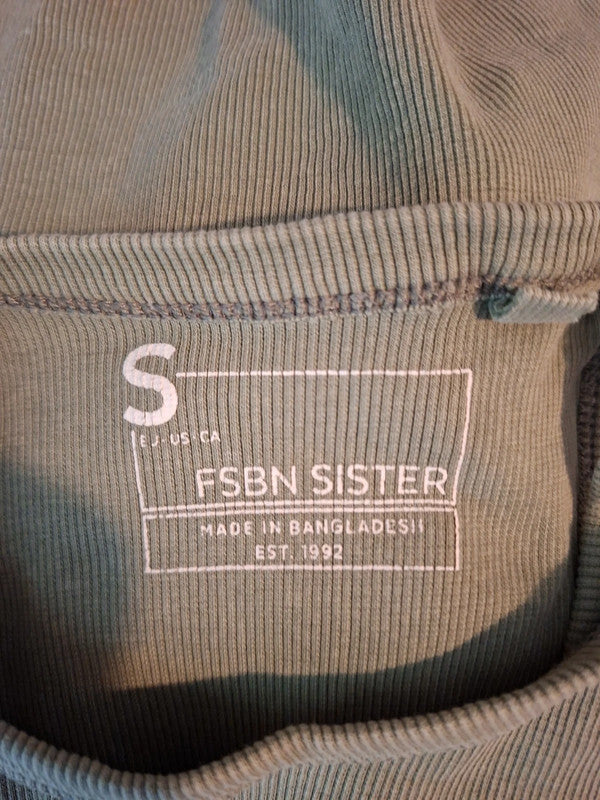 S
EU · US · CA
FSBN SISTER
MADE IN BANGLADESH
EST. 1992